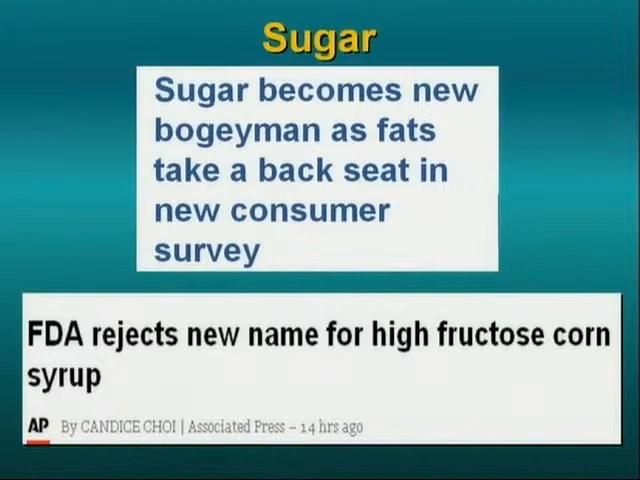 Sugar
Sugar becomes new
bogeyman as fats
take a back seat in
new consumer
survey
FDA rejects new name for high fructose corn
syrup
AP By CANDICE CHOI | Associated Press – 14 hrs ago